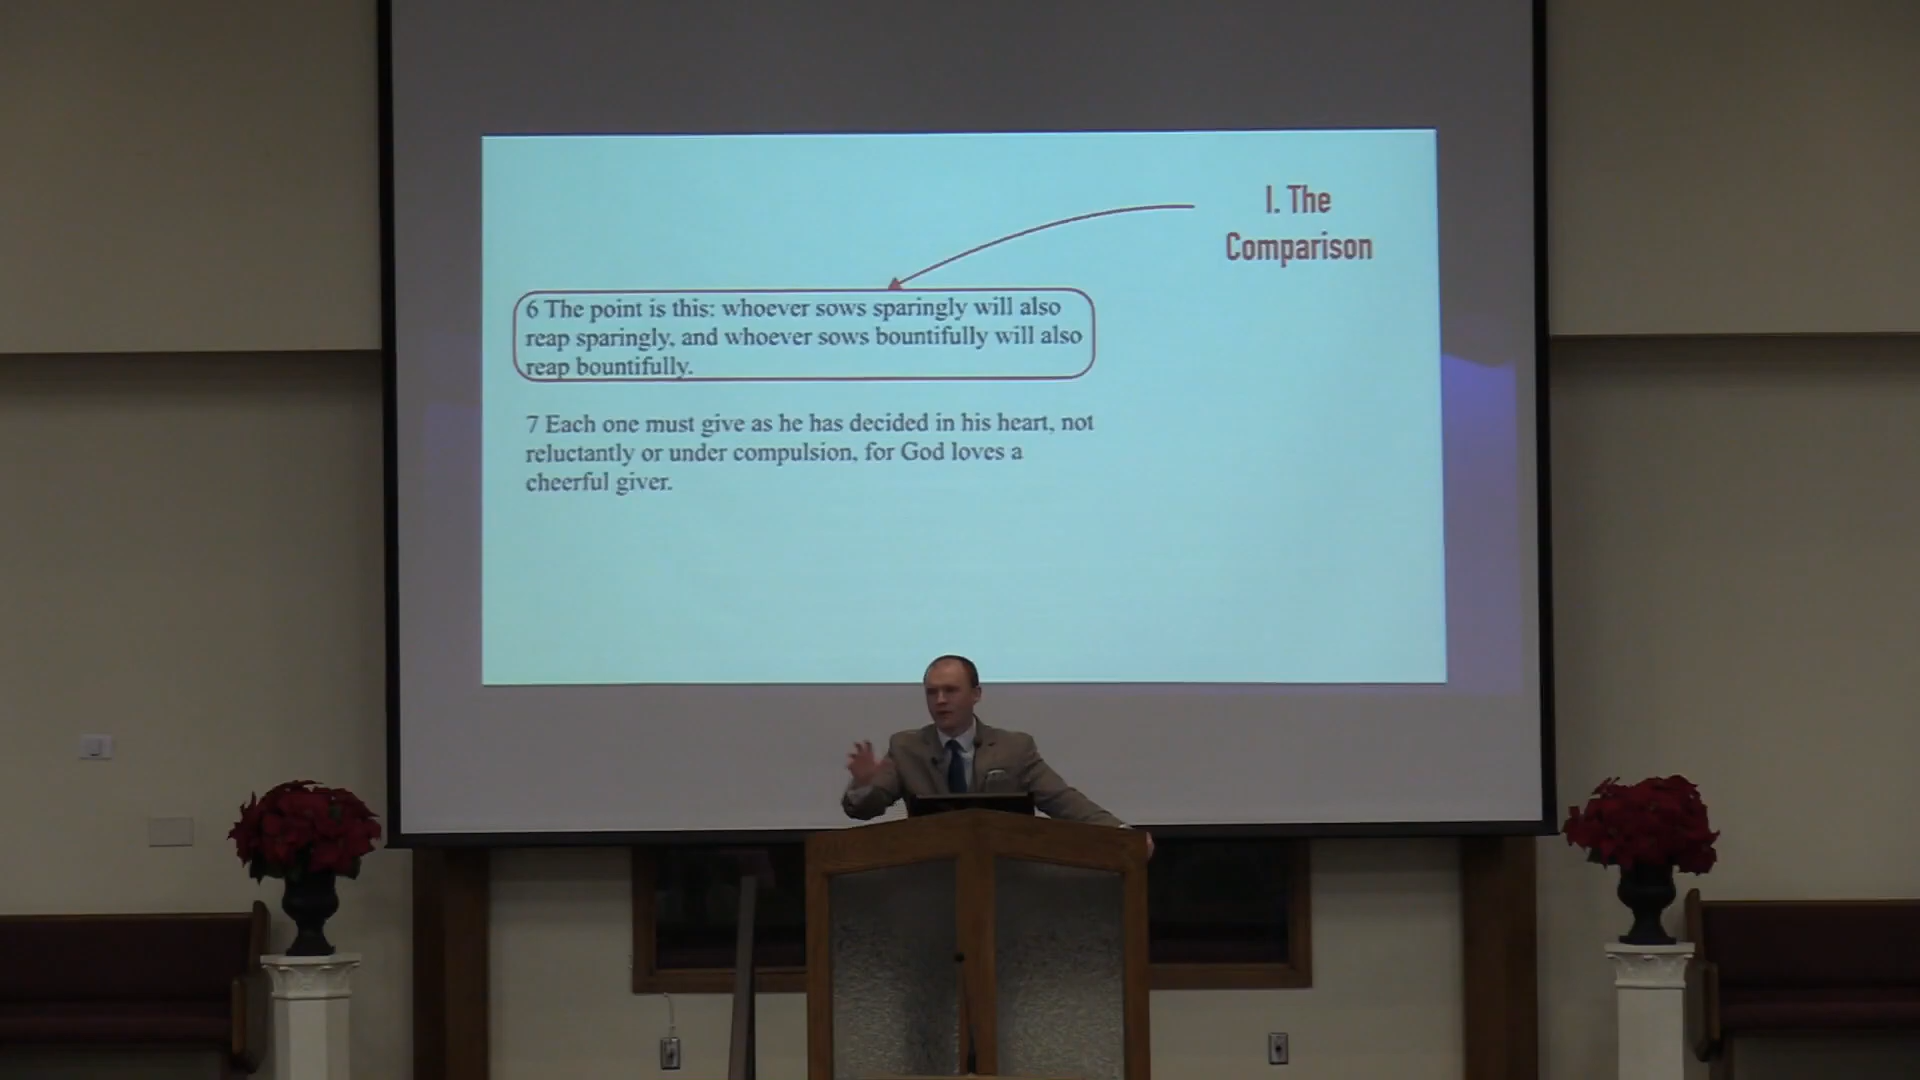 I. The
Comparison
6 The point is this: whoever sows sparingly will also
reap sparingly, and whoever sows bountifully will also
reap bountifully.
7 Each one must give as he has decided in his heart, not
reluctantly or under compulsion, for God loves a
cheerful giver.